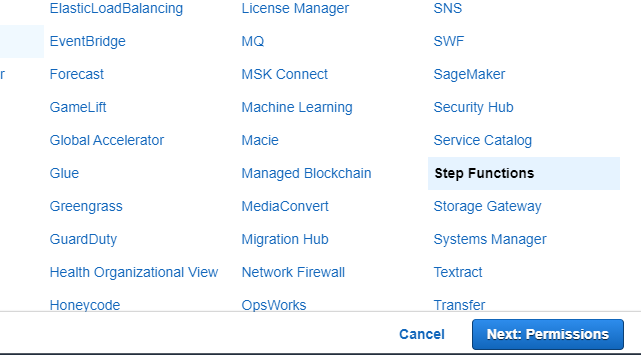 ElasticLoadBalancing
License Manager
SNS
EventBridge
MQ
SWF
r
Forecast
MSK Connect
SageMaker
GameLift
Machine Learning
Security Hub
Global Accelerator
Macie
Service Catalog
Glue
Managed Blockchain
Step Functions
Greengrass
MediaConvert
Storage Gateway
GuardDuty
Migration Hub
Systems Manager
Health Organizational View
Network Firewall
Textract
Honeycode
OpsWorks
Transfer
Cancel
Next: Permissions